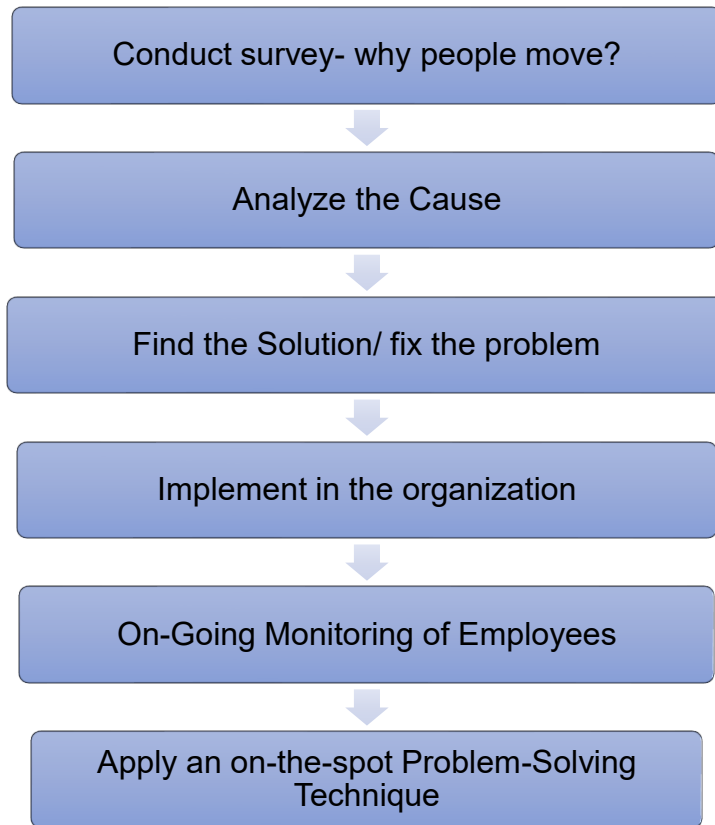 Conduct survey- why people move?
Analyze the Cause
Find the Solution/ fix the problem
Implement in the organization
On-Going Monitoring of Employees
Apply an on-the-spot Problem-Solving
Technique